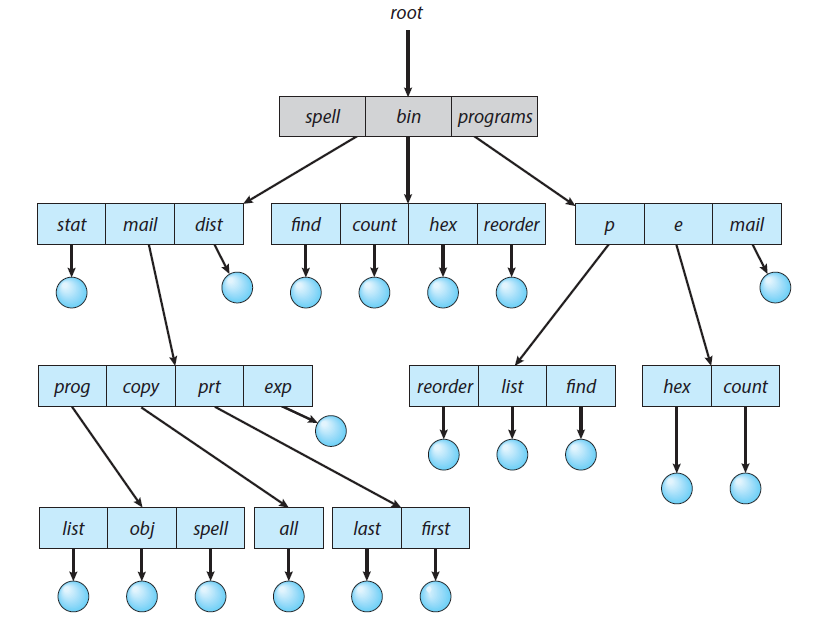 root
spell bin programs
stat mail dist find count hex reorder p e mail
prog copy prt exp reorder list find hex count
list obj spell all last first